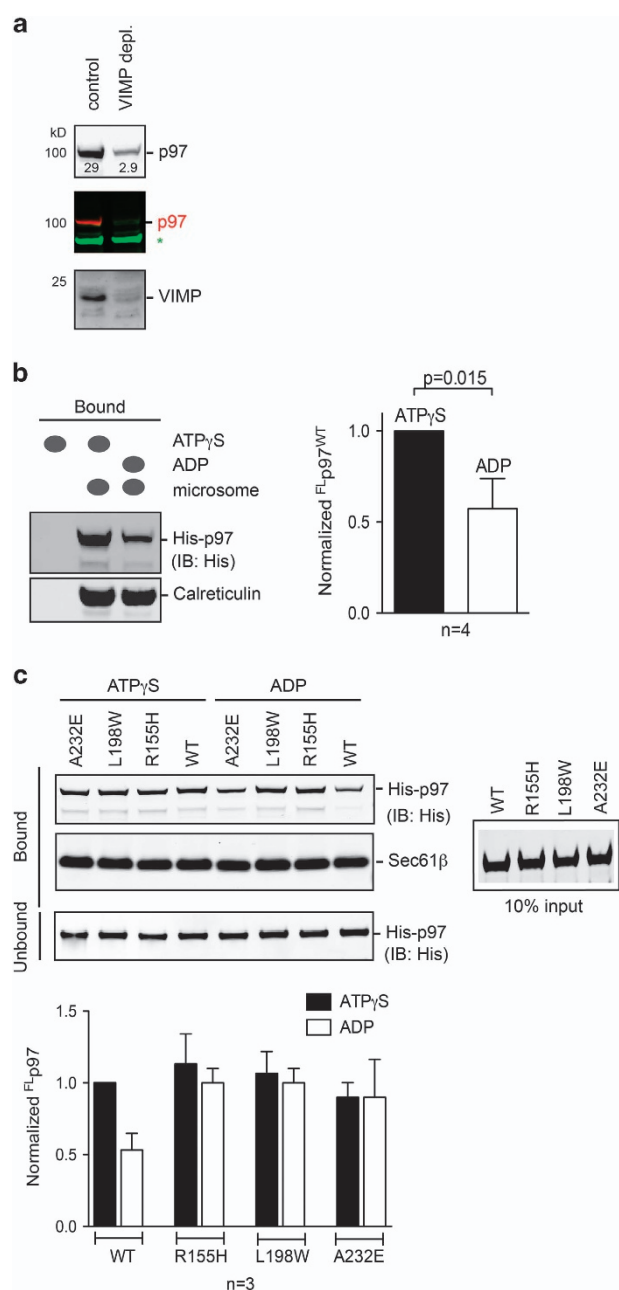 a
control
VIMP depl.
kD
100
p97
29 2.9
100
p97
*
25
VIMP
b
Bound
ATPγS
ADP
microsome
His-p97
(IB: His)
Calreticulin
p=0.015
ATPγS
ADP
Normalized FLp97WT
1.0
0.5
0.0
n=4
c
ATPγS ADP
A232E L198W R155H WT A232E L198W R155H WT
Bound
His-p97
(IB: His)
Sec61β
Unbound
His-p97
(IB: His)
WT R155H L198W A232E
10% input
ATPγS
ADP
Normalized FLp97
1.5
1.0
0.5
0.0
WT R155H L198W A232E
n=3